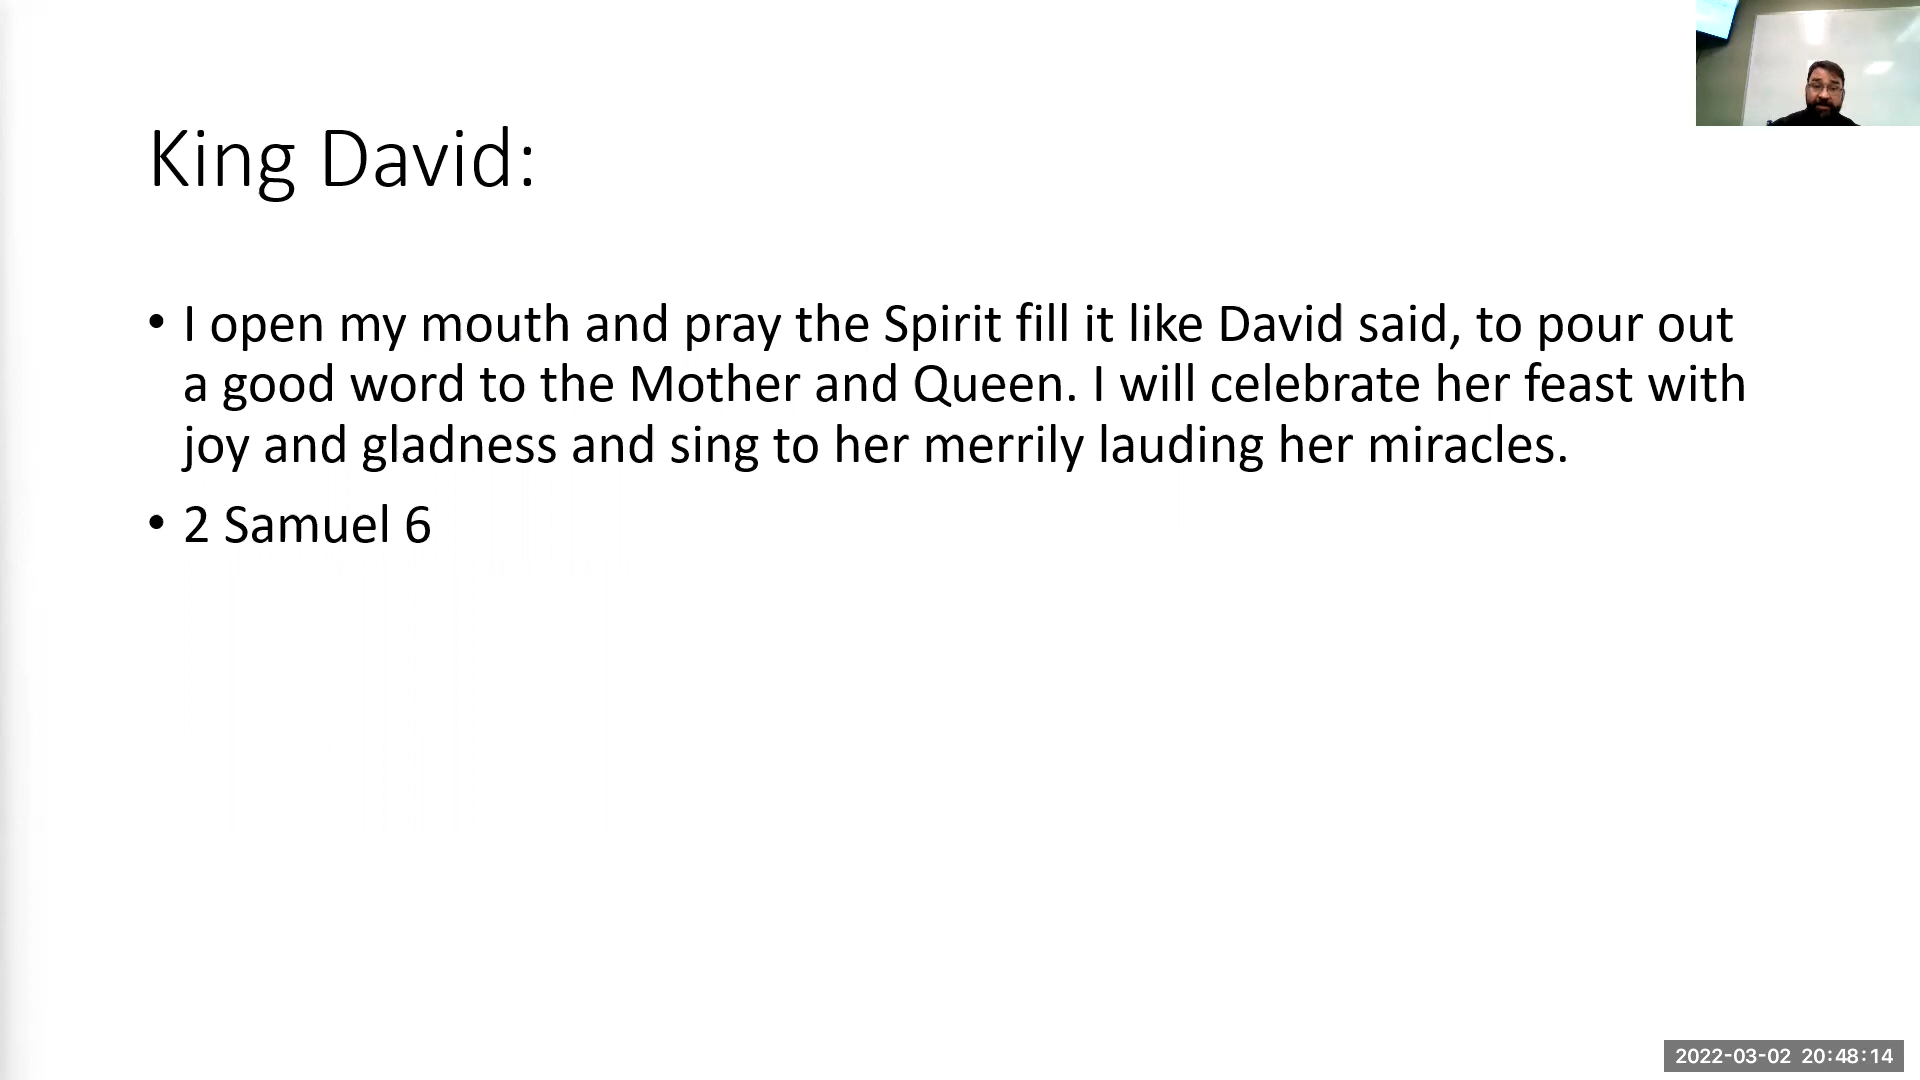 King David:
• I open my mouth and pray the Spirit fill it like David said, to pour out
a good word to the Mother and Queen. I will celebrate her feast with
joy and gladness and sing to her merrily lauding her miracles.
• 2 Samuel 6
2022-03-02 20:48:14